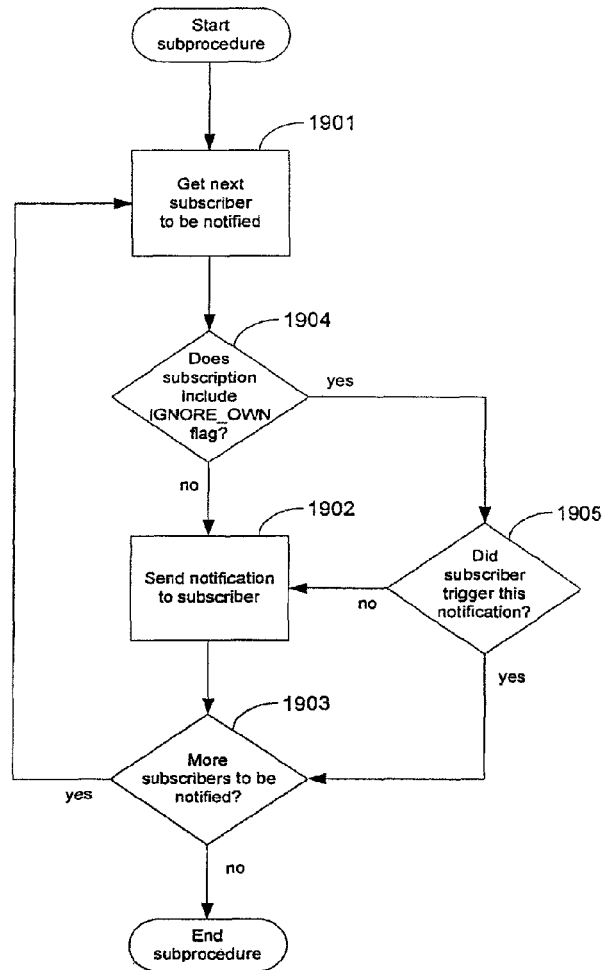 Start
subprocedure
1901
Get next
subscriber
to be notified
1904
Does
subscription
include
IGNORE_OWN
flag?
yes
no
1902
1905
Send notification
to subscriber
Did
subscriber
trigger this
notification?
no
yes
1903
More
subscribers to be
notified?
yes
no
End
subprocedure